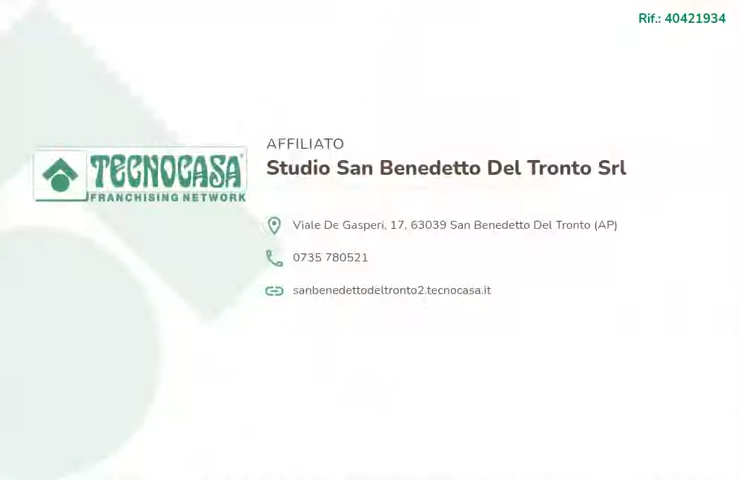 Rif.: 40421934
AFFILIATO
Studio San Benedetto Del Tronto Srl
TECNOCASA
FRANCHISING NETWORK
Viale De Gasperi, 17, 63039 San Benedetto Del Tronto (AP)
0735 780521
sanbenedettodeltronto2.tecnocasa.it